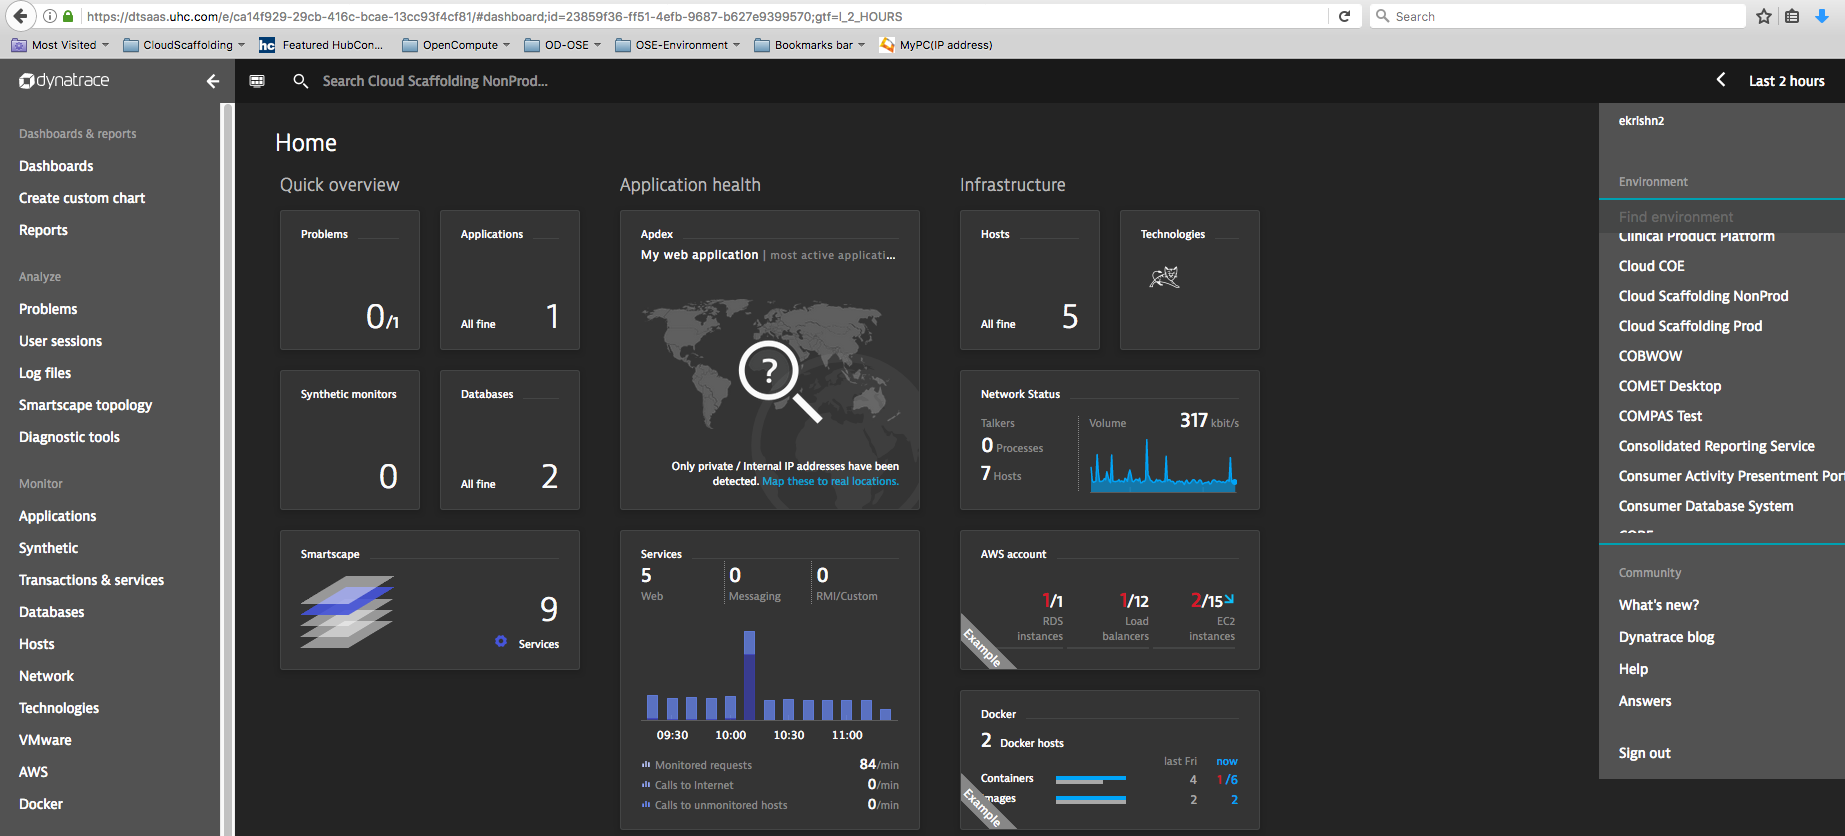 https://dtsaas.uhc.com/e/ca14f929-29cb-416c-bcae-13cc93f4cf81/#dashboard;id=23859f36-ff51-4efb-9687-b627e9399570;gtf=l_2_HOURS
Search
Most Visited
CloudScaffolding
hc
Featured HubCon...
OpenCompute
OD-OSE
OSE-Environment
Bookmarks bar
MyPC(IP address)
dynatrace
Search Cloud Scaffolding NonProd...
Last 2 hours
Dashboards & reports
Dashboards
Create custom chart
Reports
Analyze
Problems
User sessions
Log files
Smartscape topology
Diagnostic tools
Monitor
Applications
Synthetic
Transactions & services
Databases
Hosts
Network
Technologies
VMware
AWS
Docker
Home
Quick overview
Problems
0/1
Applications
All fine 1
Synthetic monitors
0
Databases
All fine 2
Smartscape
9
Services
Application health
Apdex
My web application | most active applicati...
?
Only private / Internal IP addresses have been
detected. Map these to real locations.
Services
5 0 0
Web Messaging RMI/Custom
09:30 10:00 10:30 11:00
Monitored requests 84/min
Calls to Internet 0/min
Calls to unmonitored hosts 0/min
Infrastructure
Hosts
All fine 5
Technologies
Network Status
Talkers
0 Processes
7 Hosts
Volume 317 kbit/s
AWS account
1/1 1/12 2/15
RDS Load EC2
instances balancers instances
Example
Docker
2 Docker hosts
last Fri now
Containers 4 1/6
mages 2 2
Example
ekrishn2
Environment
Find environment
Clinical Product Platform
Cloud COE
Cloud Scaffolding NonProd
Cloud Scaffolding Prod
COBWOW
COMET Desktop
COMPAS Test
Consolidated Reporting Service
Consumer Activity Presentment Por
Consumer Database System
Community
What's new?
Dynatrace blog
Help
Answers
Sign out